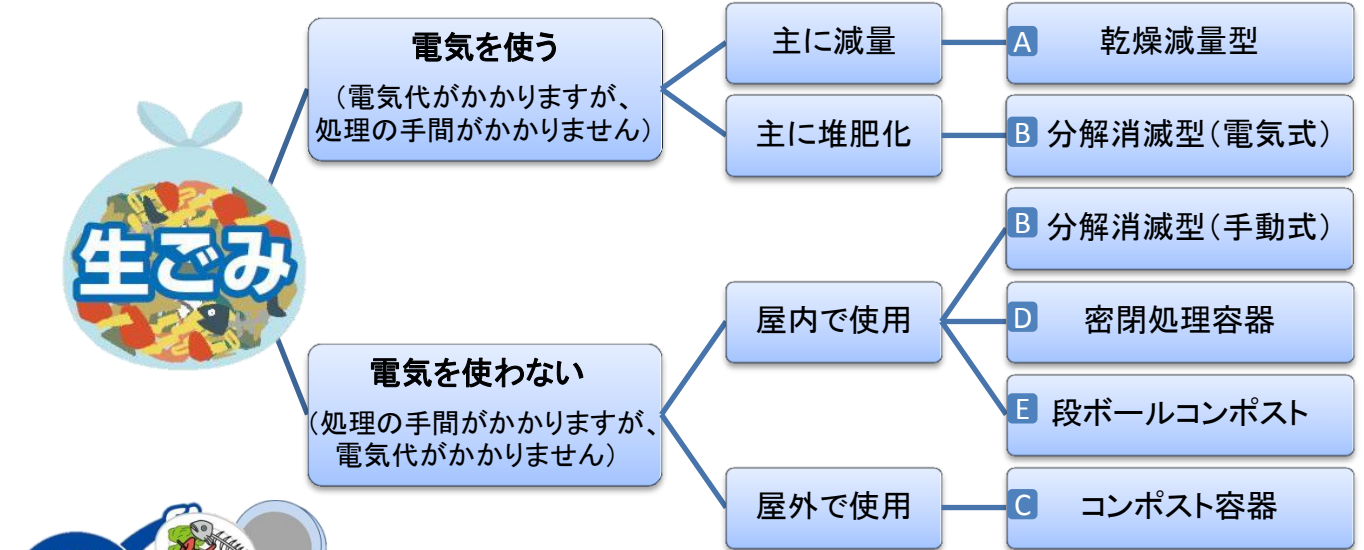 生ごみ
電気を使う
（電気代がかかりますが、
処理の手間がかかりません）
主に減量
A 乾燥減量型
主に堆肥化
B 分解消滅型（電気式）
電気を使わない
（処理の手間がかかりますが、
電気代がかかりません）
屋内で使用
B 分解消滅型（手動式）
D 密閉処理容器
E 段ボールコンポスト
屋外で使用
C コンポスト容器